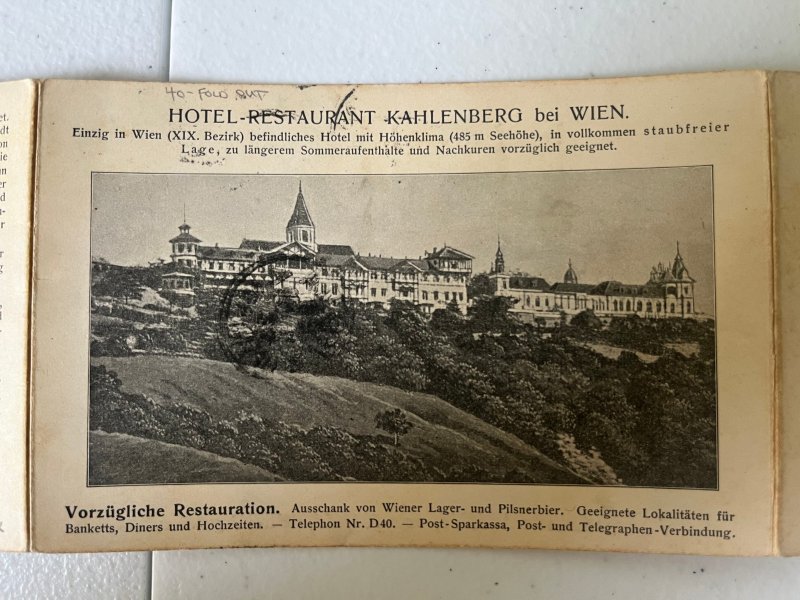 40-FOLD OUT
HOTEL-RESTAURANT KAHLENBERG bei WIEN.
Einzig in Wien (XIX. Bezirk) befindliches Hotel mit Höhenklima (485 m Seehöhe), in vollkommen staubfreier
Lage, zu längerem Sommeraufenthalte und Nachkuren vorzüglich geeignet.
Vorzügliche Restauration. Ausschank von Wiener Lager- und Pilsnerbier. Geeignete Lokalitäten für
Banketts, Diners und Hochzeiten. — Telephon Nr. D40. — Post-Sparkassa, Post- und Telegraphen-Verbindung.